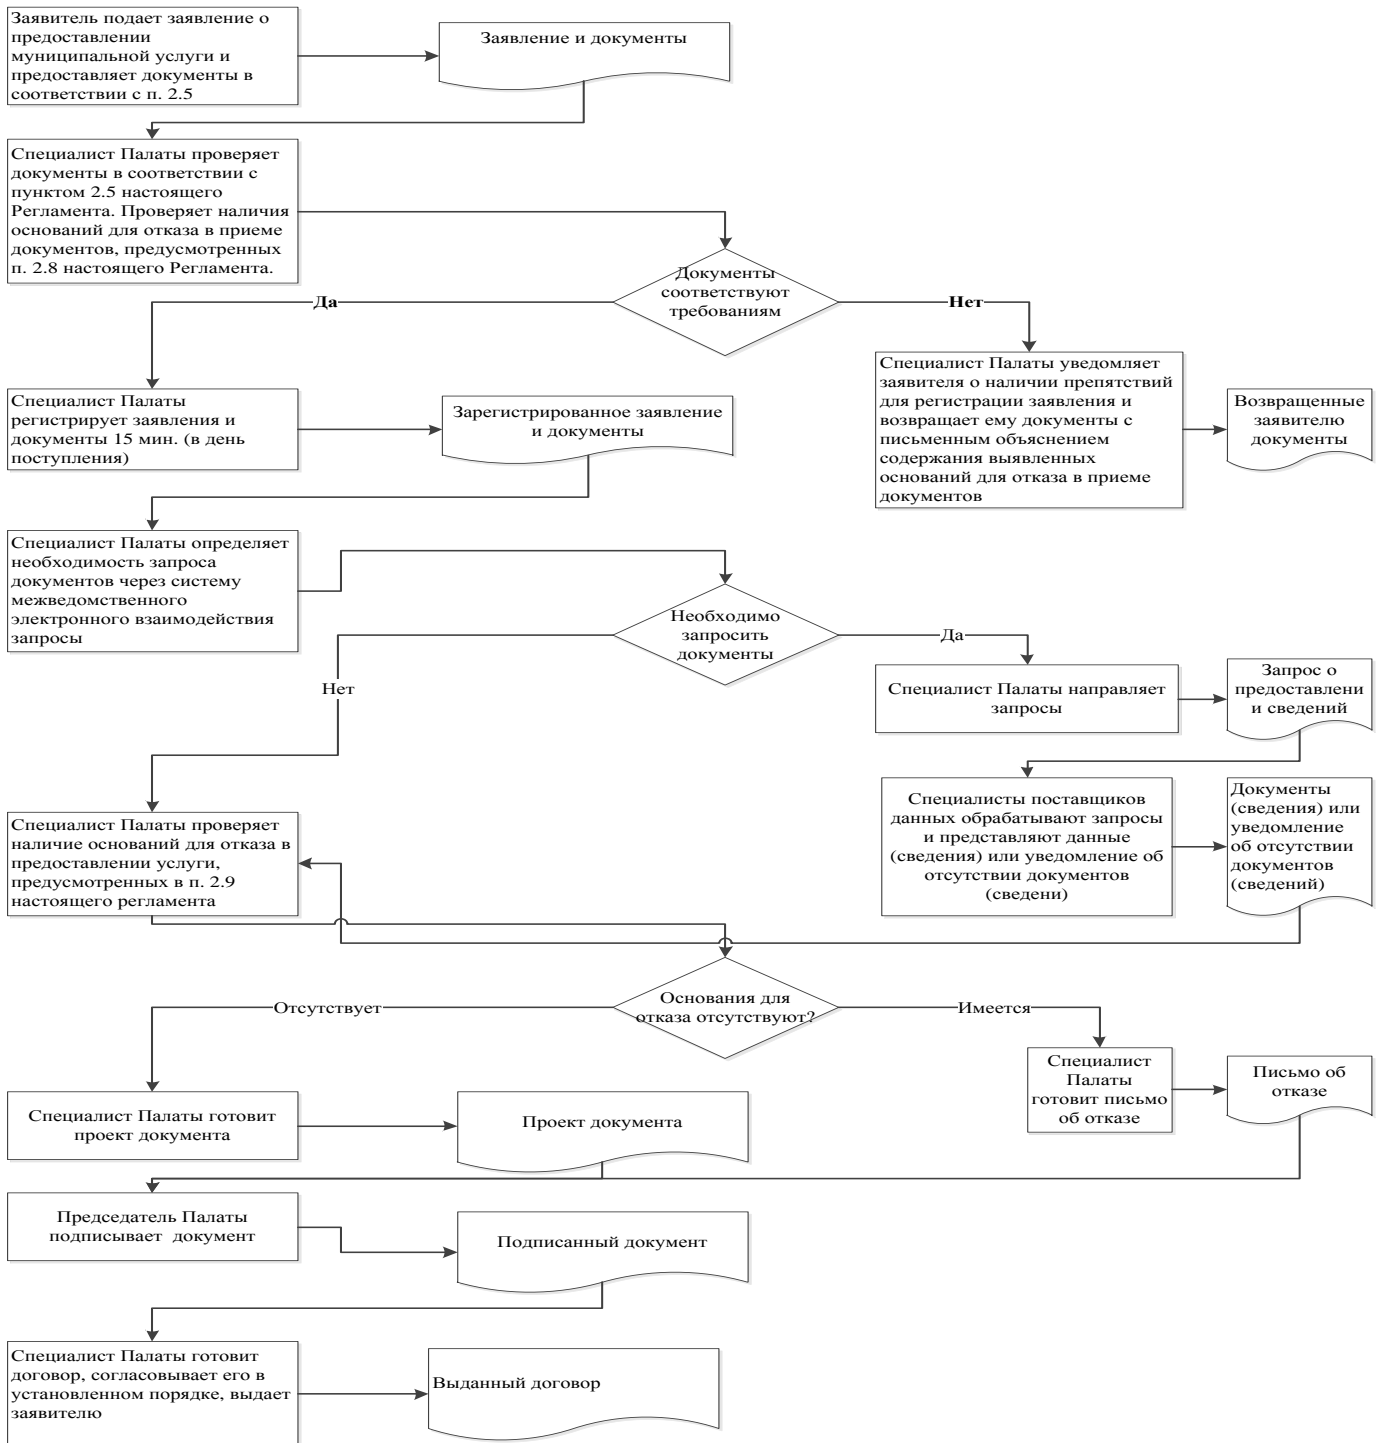 Заявитель подает заявление о
предоставлении
муниципальной услуги и
предоставляет документы в
соответствии с п. 2.5
Заявление и документы
Специалист Палаты проверяет
документы в соответствии с
пунктом 2.5 настоящего
Регламента. Проверяет наличия
оснований для отказа в приеме
документов, предусмотренных
п. 2.8 настоящего Регламента.
Документы
соответствуют
требованиям
Да
Нет
Специалист Палаты
регистрирует заявления и
документы 15 мин. (в день
поступления)
Зарегистрированное заявление
и документы
Специалист Палаты уведомляет
заявителя о наличии препятствий
для регистрации заявления и
возвращает ему документы с
письменным объяснением
содержания выявленных
оснований для отказа в приеме
документов
Возвращенные
заявителю
документы
Специалист Палаты определяет
необходимость запроса
документов через систему
межведомственного
электронного взаимодействия
запросы
Необходимо
запросить
документы
Да
Нет
Специалист Палаты направляет
запросы
Запрос о
предоставлени
и сведений
Специалисты поставщиков
данных обрабатывают запросы
и представляют данные
(сведения) или уведомление об
отсутствии документов
(сведени)
Документы
(сведения) или
уведомление
об отсутствии
документов
(сведений)
Специалист Палаты проверяет
наличие оснований для отказа в
предоставлении услуги,
предусмотренных в п. 2.9
настоящего регламента
Основания для
отказа отсутствуют?
Отсутствует
Имеется
Специалист
Палаты
готовит письмо
об отказе
Письмо об
отказе
Специалист Палаты готовит
проект документа
Проект документа
Председатель Палаты
подписывает документ
Подписанный документ
Специалист Палаты готовит
договор, согласовывает его в
установленном порядке, выдает
заявителю
Выданный договор